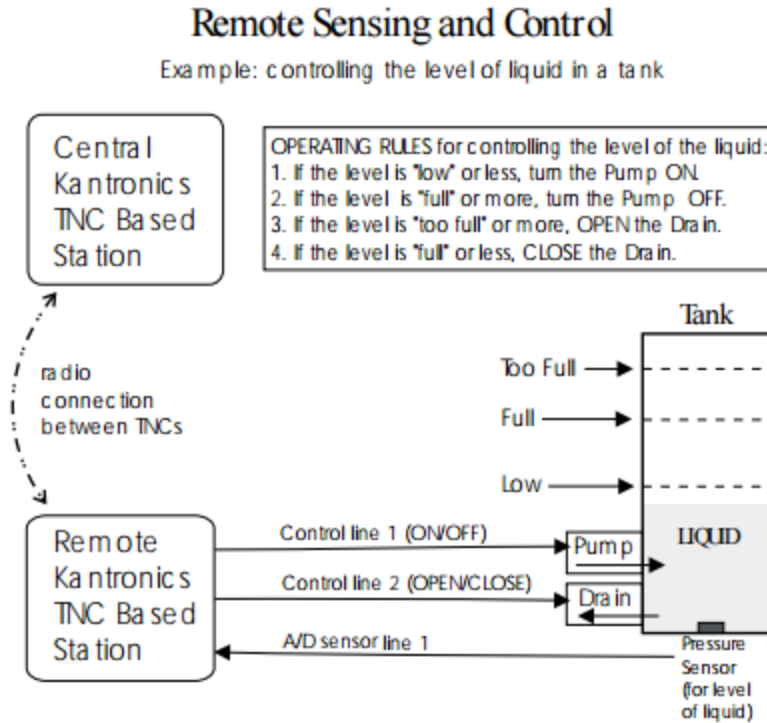 Remote Sensing and Control
Example: controlling the level of liquid in a tank
Central
Kantronics
TNC Based
Station
OPERATING RULES for controlling the level of the liquid:
1. If the level is "low" or less, turn the Pump ON.
2. If the level is "full" or more, turn the Pump OFF.
3. If the level is "too full" or more, OPEN the Drain.
4. If the level is "full" or less, CLOSE the Drain.
radio
connection
between TNCs
Tank
Too Full
Full
Low
LIQUID
Remote
Kantronics
TNC Based
Station
Control line 1 (ON/OFF)
Pump
Control line 2 (OPEN/CLOSE)
Drain
A/D sensor line 1
Pressure
Sensor
(for level
of liquid)